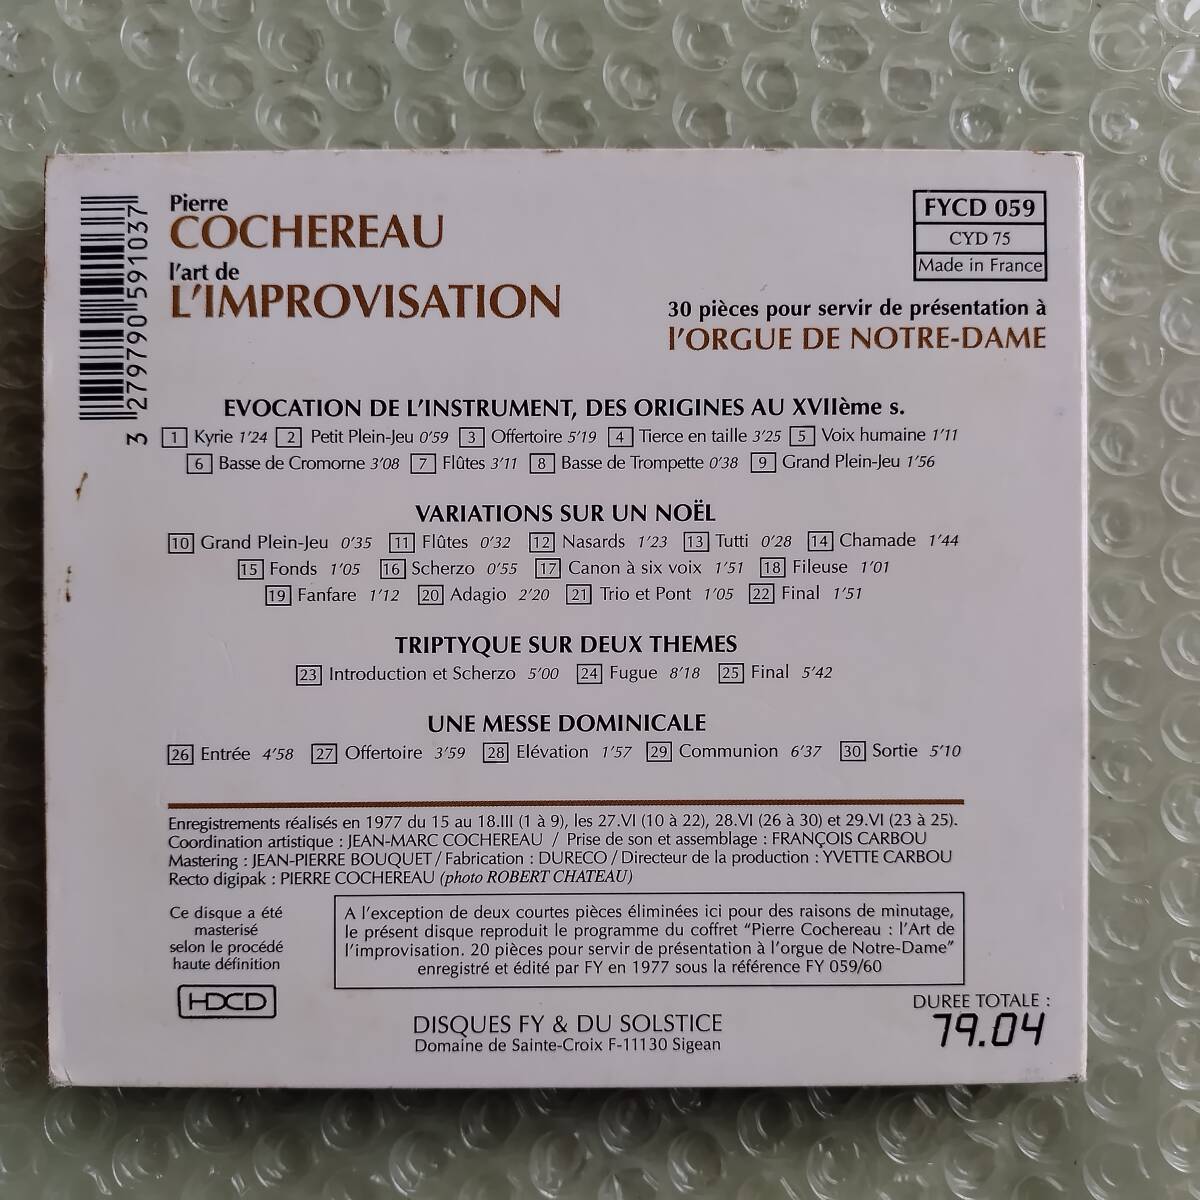 3 279790 591037
Pierre
COCHEREAU
l'art de
L'IMPROVISATION
FYCD 059
CYD 75
Made in France
30 pièces pour servir de présentation à
l'ORGUE DE NOTRE-DAME
EVOCATION DE L'INSTRUMENT, DES ORIGINES AU XVIIème s.
1 Kyrie 1'24 2 Petit Plein-Jeu 0'59 3 Offertoire 5'19 4 Tierce en taille 3'25 5 Voix humaine 1'11
6 Basse de Cromorne 3'08 7 Flûtes 3'11 8 Basse de Trompette 0'38 9 Grand Plein-Jeu 1'56
VARIATIONS SUR UN NOËL
10 Grand Plein-Jeu 0'35 11 Flûtes 0'32 12 Nasards 1'23 13 Tutti 0'28 14 Chamade 1'44
15 Fonds 1'05 16 Scherzo 0'55 17 Canon à six voix 1'51 18 Fileuse 1'01
19 Fanfare 1'12 20 Adagio 2'20 21 Trio et Pont 1'05 22 Final 1'51
TRIPTYQUE SUR DEUX THEMES
23 Introduction et Scherzo 5'00 24 Fugue 8'18 25 Final 5'42
UNE MESSE DOMINICALE
26 Entrée 4'58 27 Offertoire 3'59 28 Elévation 1'57 29 Communion 6'37 30 Sortie 5'10
Enregistrements réalisés en 1977 du 15 au 18.III (1 à 9), les 27.VI (10 à 22), 28.VI (26 à 30) et 29.VI (23 à 25).
Coordination artistique : JEAN-MARC COCHEREAU / Prise de son et assemblage : FRANÇOIS CARBOU
Mastering : JEAN-PIERRE BOUQUET / Fabrication : DURECO / Directeur de la production : YVETTE CARBOU
Recto digipak : PIERRE COCHEREAU (photo ROBERT CHATEAU)
Ce disque a été
masterisé
selon le procédé
haute définition
HDCD
A l'exception de deux courtes pièces éliminées ici pour des raisons de minutage,
le présent disque reproduit le programme du coffret "Pierre Cochereau : l'Art de
l'improvisation. 20 pièces pour servir de présentation à l'orgue de Notre-Dame"
enregistré et édité par FY en 1977 sous la référence FY 059/60
DISQUES FY & DU SOLSTICE
Domaine de Sainte-Croix F-11130 Sigean
DUREE TOTALE :
79.04